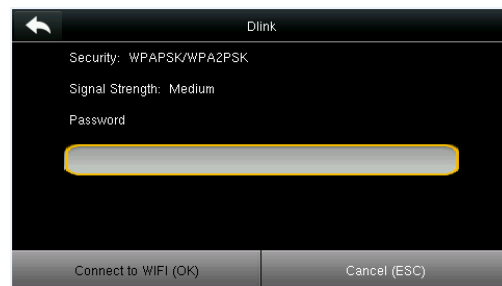 Dlink
Security: WPAPSK/WPA2PSK
Signal Strength: Medium
Password
Connect to WIFI (OK)
Cancel (ESC)